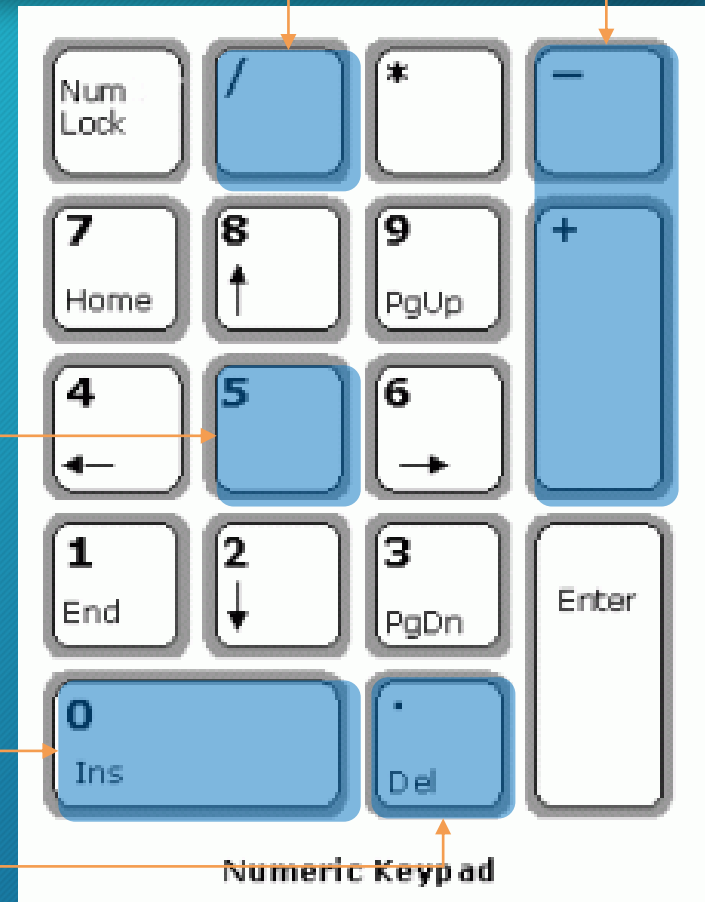 Num
Lock
/
*
–
7
Home
8
↑
9
PgUp
+
4
←
5
6
→
1
End
2
↓
3
PgDn
Enter
0
Ins
.
Del
Numeric Keypad